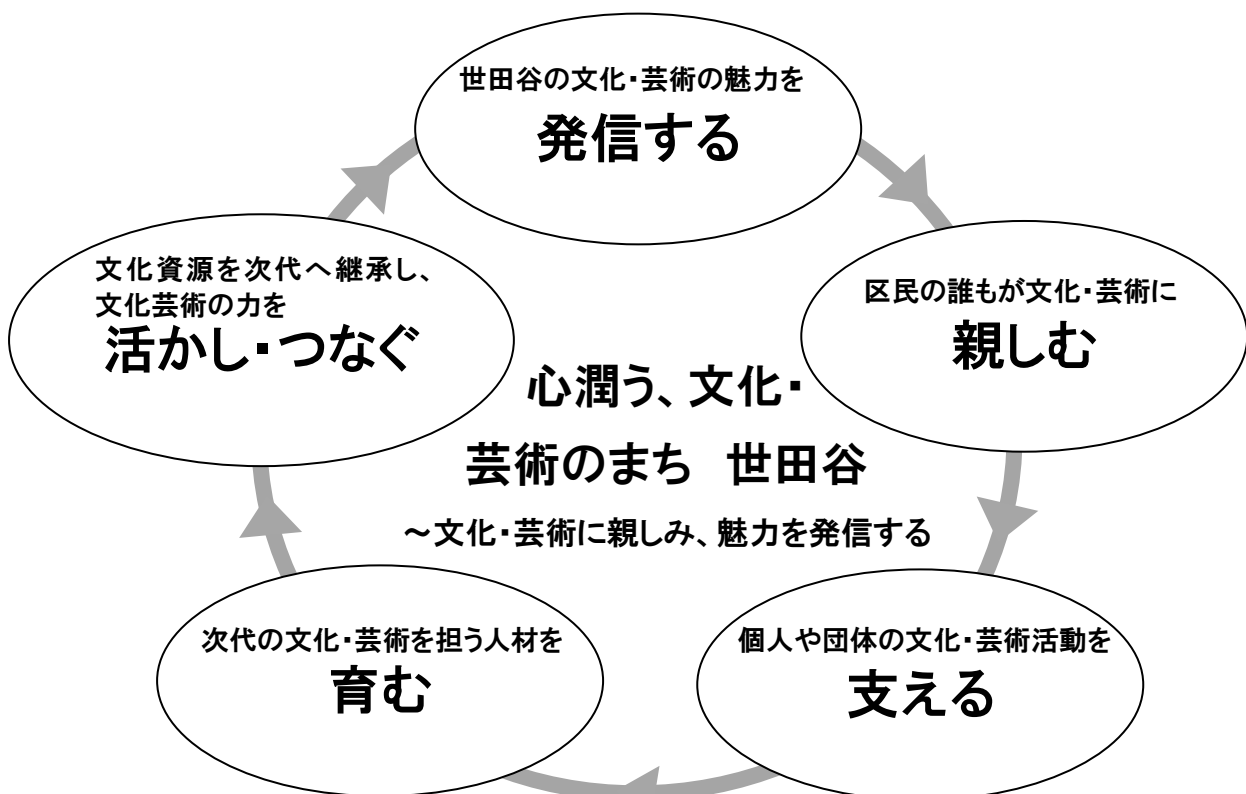 世田谷の文化・芸術の魅力を
発信する
区民の誰もが文化・芸術に
親しむ
個人や団体の文化・芸術活動を
支える
次代の文化・芸術を担う人材を
育む
文化資源を次代へ継承し、
文化芸術の力を
活かし・つなぐ
心潤う、文化・
芸術のまち 世田谷
～文化・芸術に親しみ、魅力を発信する